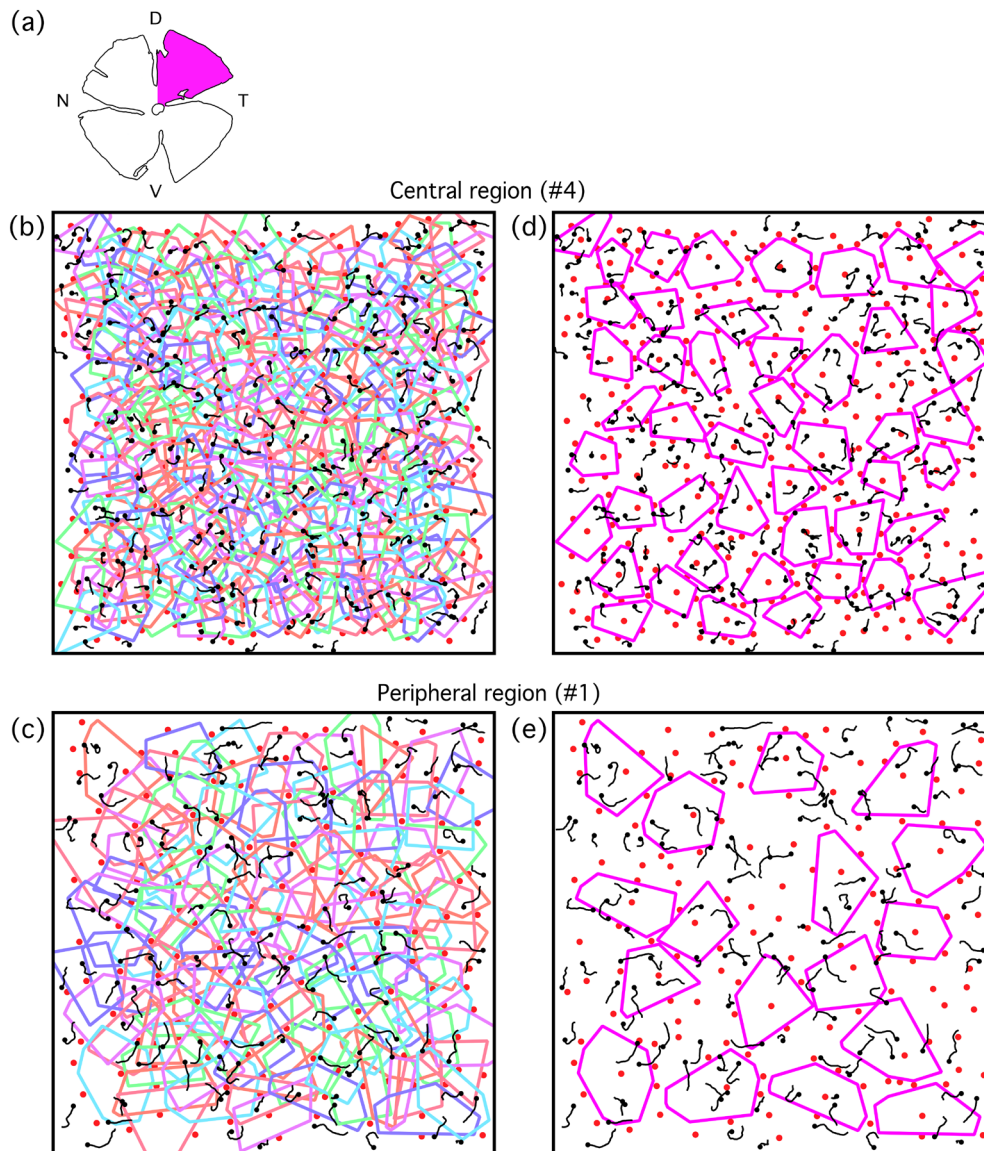 (a)
D
N
T
V
Central region (#4)
(b)
(d)
Peripheral region (#1)
(c)
(e)